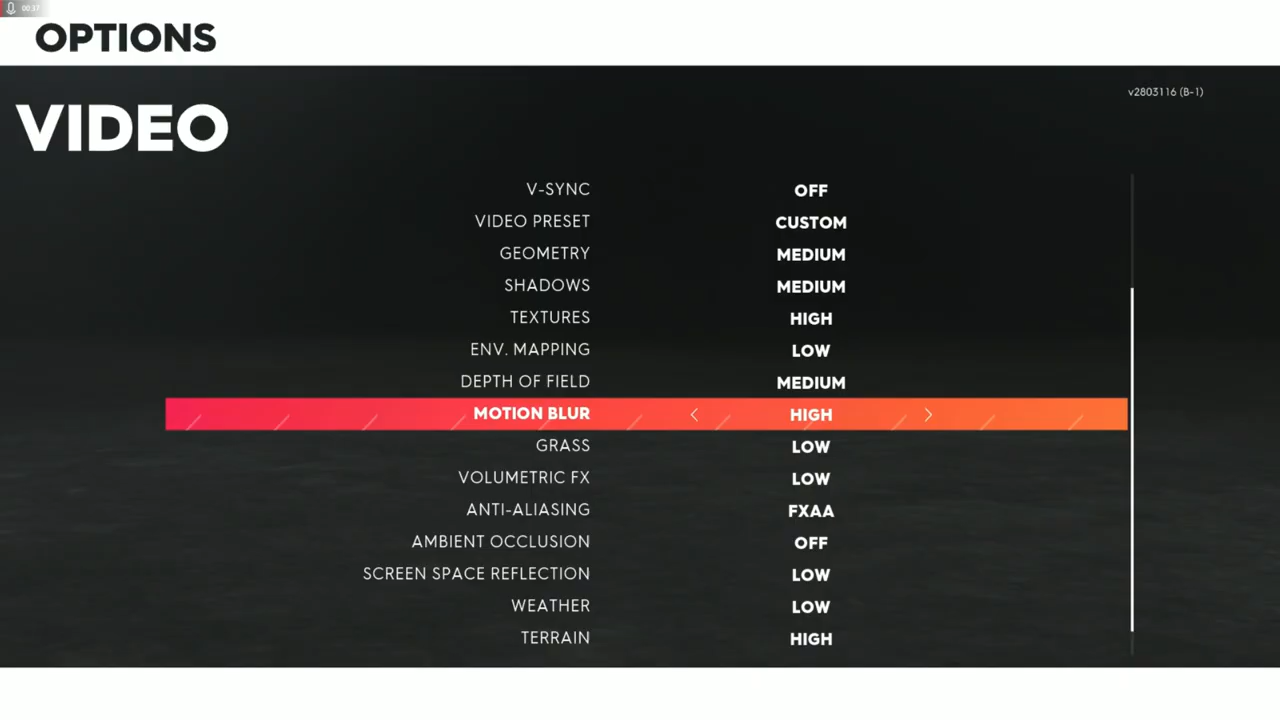 00:37
OPTIONS
v2803116 (B-1)
VIDEO
V-SYNC OFF
VIDEO PRESET CUSTOM
GEOMETRY MEDIUM
SHADOWS MEDIUM
TEXTURES HIGH
ENV. MAPPING LOW
DEPTH OF FIELD MEDIUM
MOTION BLUR < HIGH >
GRASS LOW
VOLUMETRIC FX LOW
ANTI-ALIASING FXAA
AMBIENT OCCLUSION OFF
SCREEN SPACE REFLECTION LOW
WEATHER LOW
TERRAIN HIGH